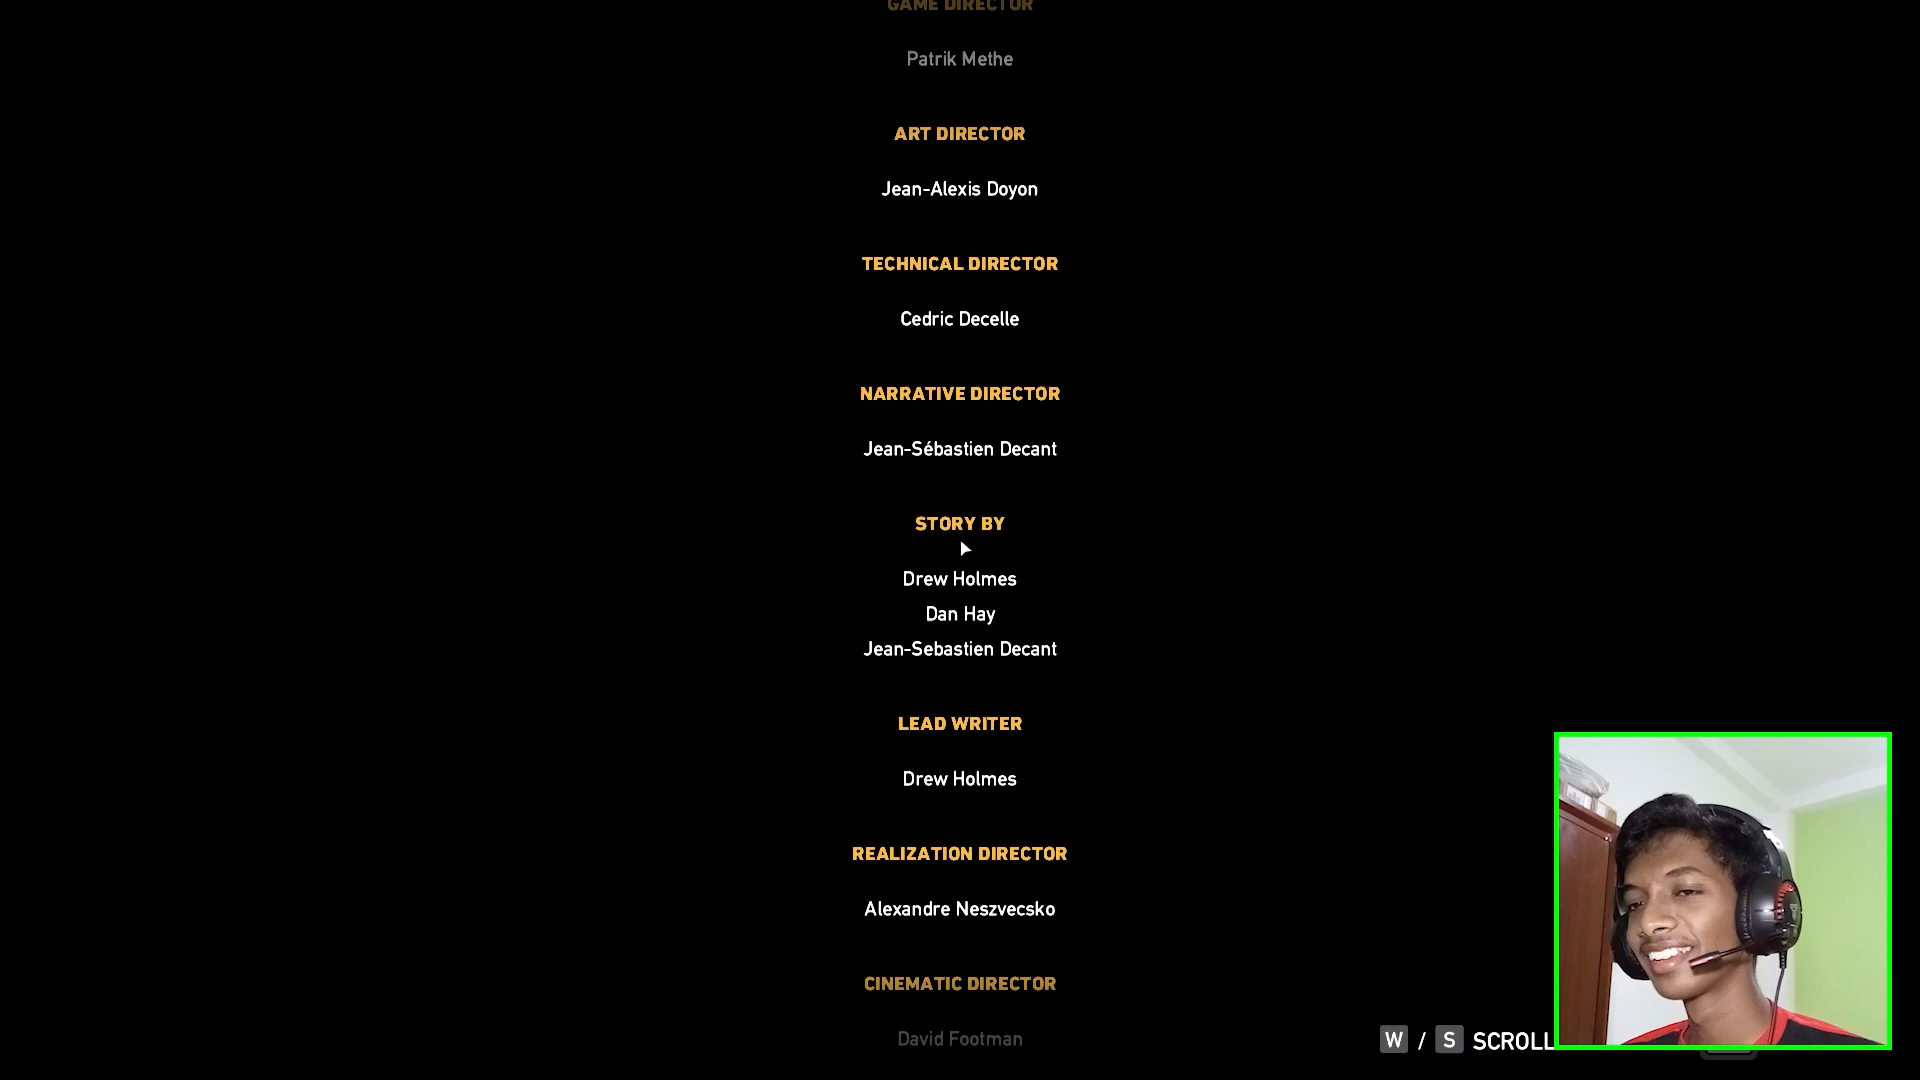 GAME DIRECTOR
Patrik Methe
ART DIRECTOR
Jean-Alexis Doyon
TECHNICAL DIRECTOR
Cedric Decelle
NARRATIVE DIRECTOR
Jean-Sébastien Decant
STORY BY
Drew Holmes
Dan Hay
Jean-Sebastien Decant
LEAD WRITER
Drew Holmes
REALIZATION DIRECTOR
Alexandre Neszvecsko
CINEMATIC DIRECTOR
David Footman
W / S SCROLL